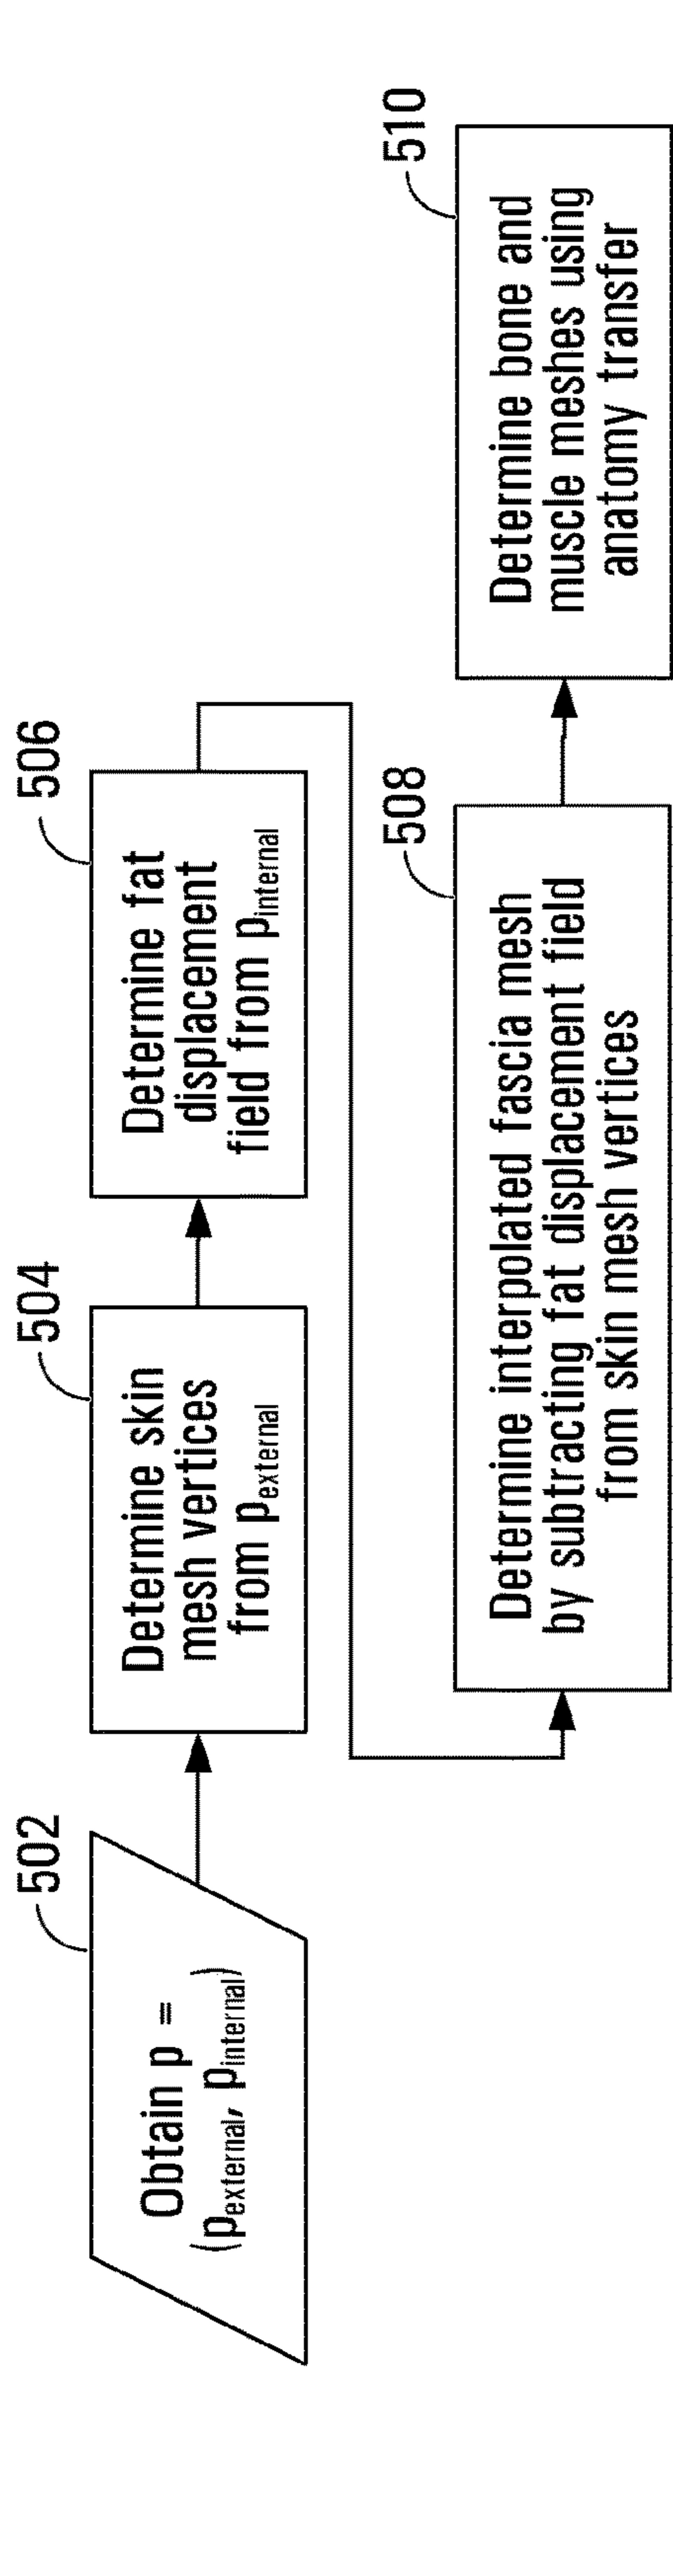 502
Obtain p =
(pexternal, pinternal)
504
Determine skin
mesh vertices
from pexternal
506
Determine fat
displacement
field from pinternal
508
Determine interpolated fascia mesh
by subtracting fat displacement field
from skin mesh vertices
510
Determine bone and
muscle meshes using
anatomy transfer